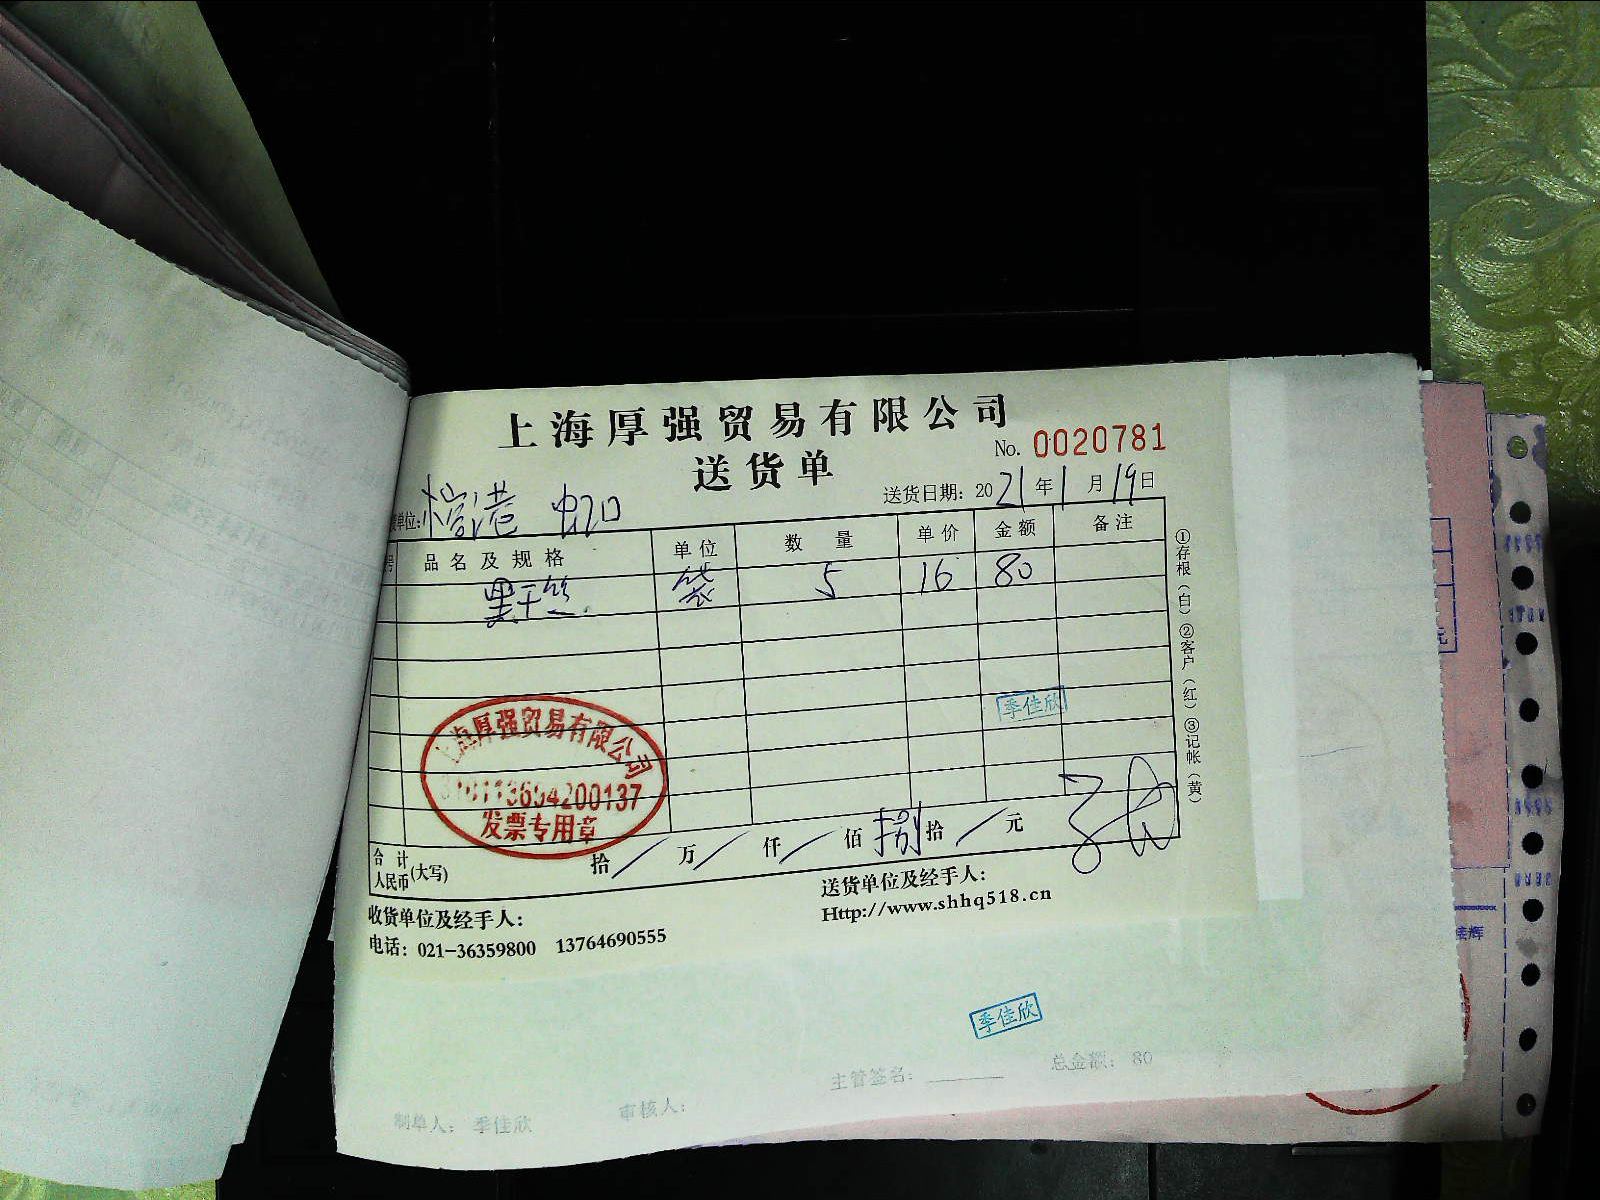 上海厚强贸易有限公司
No. 0020781
送货单
送货日期: 2021年1月19日
单位: 港 虹口
号 品名及规格 单位 数量 单价 金额 备注
黑干丝 袋 5 16 80
季佳欣
上海厚强贸易有限公司
发票专用章
合计人民币(大写) 拾/万/仟/佰捌拾/元
收货单位及经手人:
送货单位及经手人:
Http://www.shhq518.cn
电话: 021-36359800 13764690555
①存根(白)②客户(红)③记帐(黄)
季佳欣
主管签名: ______ 总金额: 80
制单人: 季佳欣 审核人: